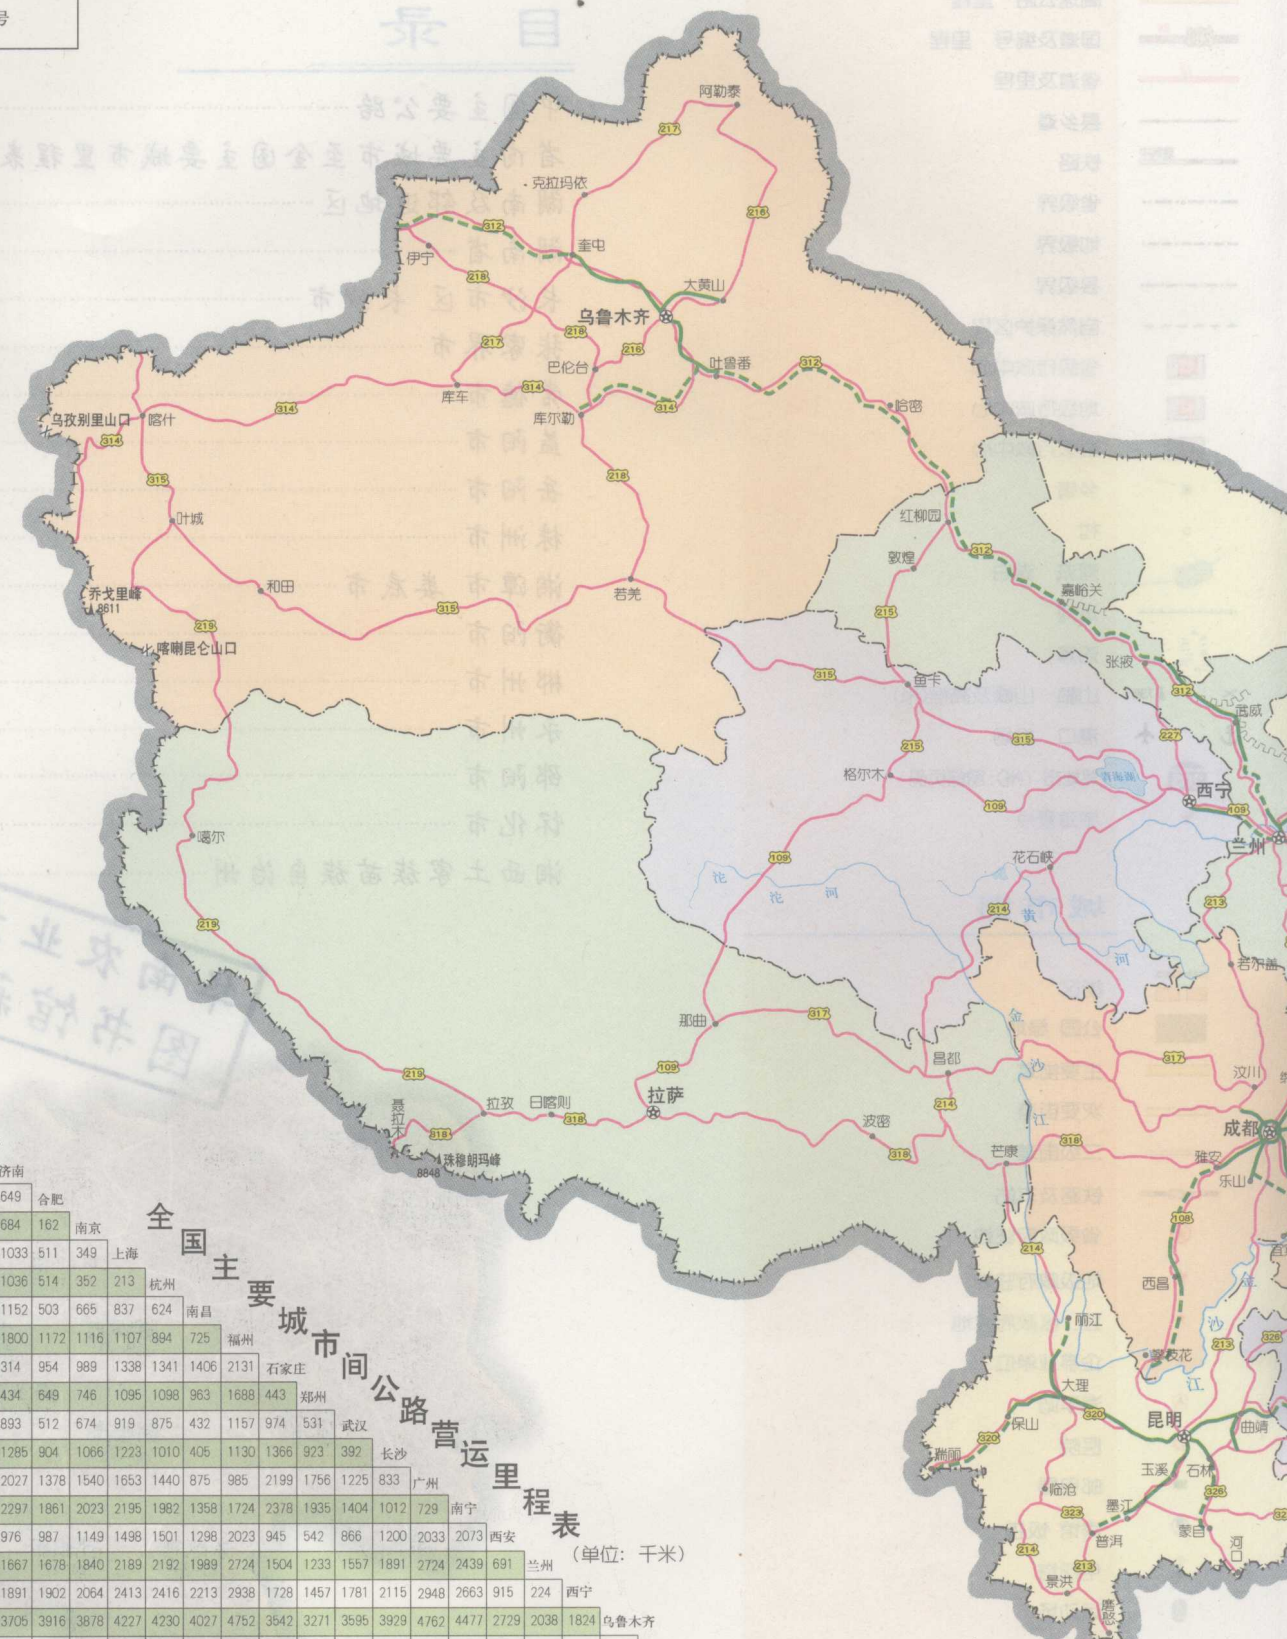 号
阿勒泰
217
克拉玛依
216
312
奎屯
伊宁
218
大黄山
乌鲁木齐
218
217
216
巴伦台
吐鲁番
312
库车
314
314
314
库尔勒
哈密
乌孜别里山口
喀什
314
315
218
叶城
红柳园
312
敦煌
和田
若羌
嘉峪关
乔戈里峰
8611
315
215
219
喀喇昆仑山口
张掖
315
鱼卡
312
武威
215
315
227
格尔木
青海湖
西宁
109
109
噶尔
兰州
109
花石峡
沱
沱
河
214
黄
213
219
河
若尔盖
那曲
317
金
昌都
沙
317
109
219
汶川
拉孜
日喀则
拉萨
214
江
聂拉木
318
318
波密
成都
318
珠穆朗玛峰
8848
318
芒康
雅安
乐山
108
214
西昌
金
丽江
沙
213
326
攀枝花
江
大理
320
昆明
保山
曲靖
320
瑞丽
玉溪
石林
临沧
326
墨江
323
蒙自
普洱
河口
214
213
景洪
磨憨
全国主要城市间公路营运里程表
(单位：千米)
济南
649 合肥
684 162 南京
1033 511 349 上海
1036 514 352 213 杭州
1152 503 665 837 624 南昌
1800 1172 1116 1107 894 725 福州
314 954 989 1338 1341 1406 2131 石家庄
434 649 746 1095 1098 963 1688 443 郑州
893 512 674 919 875 432 1157 974 531 武汉
1285 904 1066 1223 1010 405 1130 1366 923 392 长沙
2027 1378 1540 1653 1440 875 985 2199 1756 1225 833 广州
2297 1861 2023 2195 1982 1358 1724 2378 1935 1404 1012 729 南宁
976 987 1149 1498 1501 1298 2023 945 542 866 1200 2033 2073 西安
1667 1678 1840 2189 2192 1989 2724 1504 1233 1557 1891 2724 2439 691 兰州
1891 1902 2064 2413 2416 2213 2938 1728 1457 1781 2115 2948 2663 915 224 西宁
3705 3916 3878 4227 4230 4027 4752 3542 3271 3595 3929 4762 4477 2729 2038 1824 乌鲁木齐